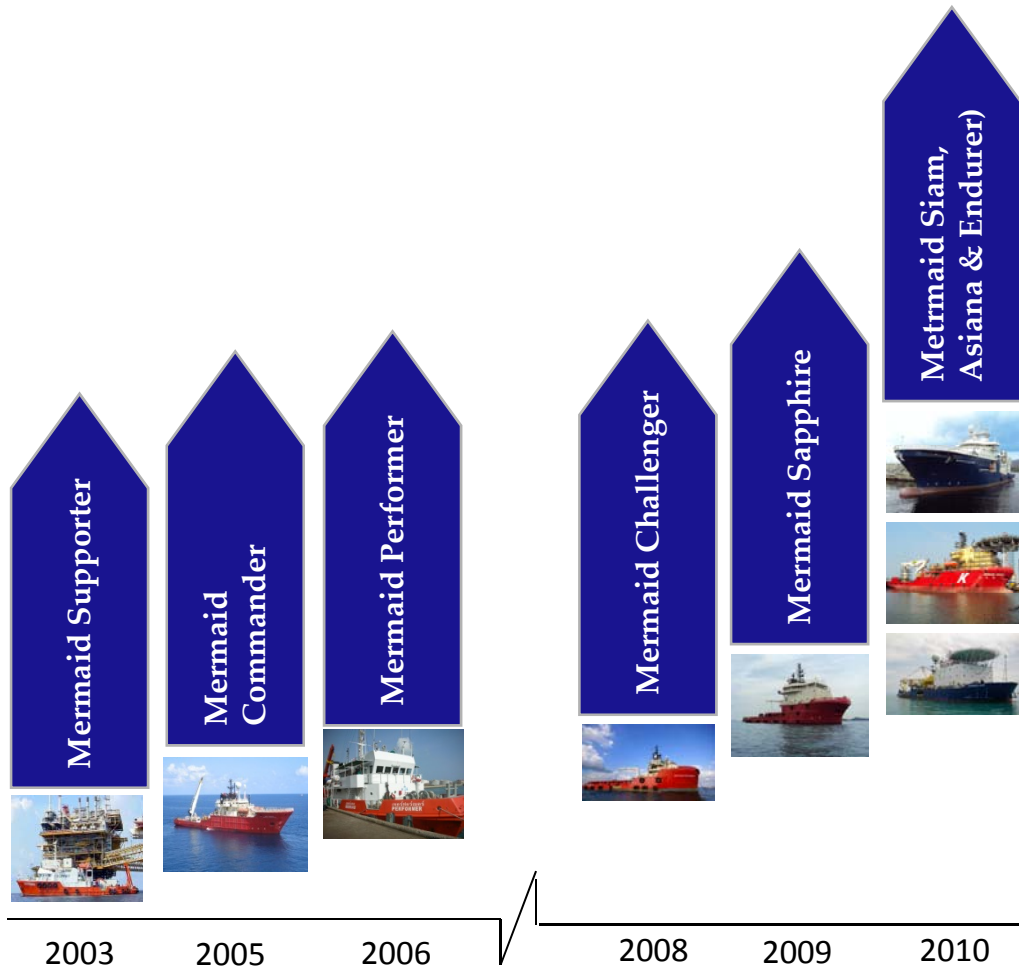 Mermaid Supporter
Mermaid
Commander
Mermaid Performer
Mermaid Challenger
Mermaid Sapphire
Metrmaid Siam,
Asiana & Endurer)
PERFORMER
K
2003
2005
2006
2008
2009
2010